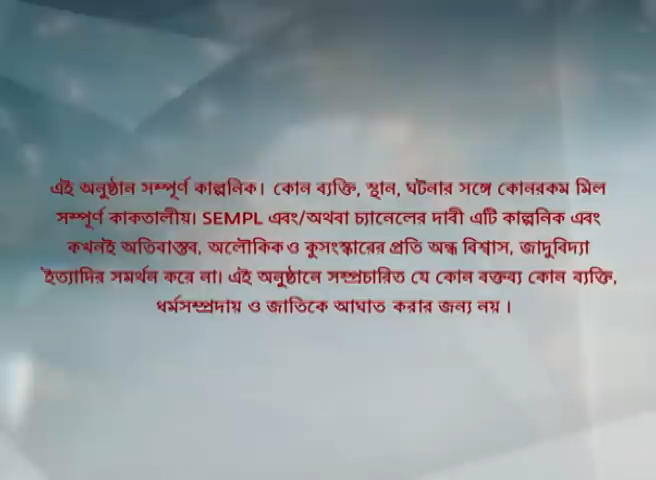 এই অনুষ্ঠান সম্পূর্ণ কাল্পনিক। কোন ব্যক্তি, স্থান, ঘটনার সঙ্গে কোনরকম মিল
সম্পূর্ণ কাকতালীয়। SEMPL এবং/অথবা চ্যানেলের দাবী এটি কাল্পনিক এবং
কখনই অতিবাস্তব, অলৌকিক ও কুসংস্কারের প্রতি অন্ধ বিশ্বাস, জাদুবিদ্যা
ইত্যাদির সমর্থন করে না। এই অনুষ্ঠানে সম্প্রচারিত যে কোন বক্তব্য কোন ব্যক্তি,
ধর্মসম্প্রদায় ও জাতিকে আঘাত করার জন্য নয়।